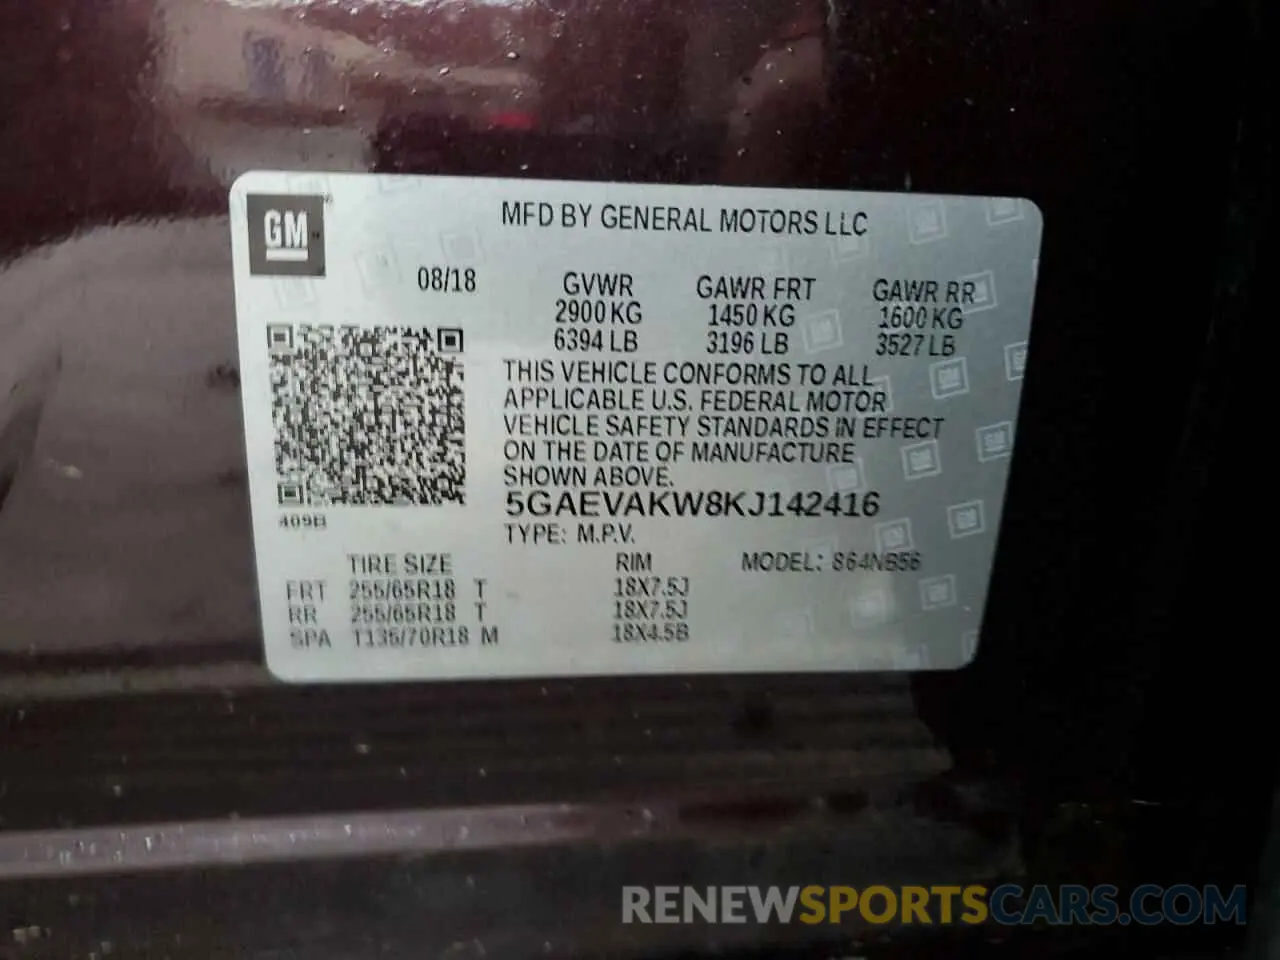 GM
MFD BY GENERAL MOTORS LLC
08/18
GVWR GAWR FRT GAWR RR
2900 KG 1450 KG 1600 KG
6394 LB 3196 LB 3527 LB
THIS VEHICLE CONFORMS TO ALL
APPLICABLE U.S. FEDERAL MOTOR
VEHICLE SAFETY STANDARDS IN EFFECT
ON THE DATE OF MANUFACTURE
SHOWN ABOVE.
409B
5GAEVAKW8KJ142416
TYPE: M.P.V.
TIRE SIZE RIM MODEL: 864NB56
FRT 255/65R18 T 18X7.5J
RR 255/65R18 T 18X7.5J
SPA T135/70R18 M 18X4.5B
RENEWSPORTSCARS.COM